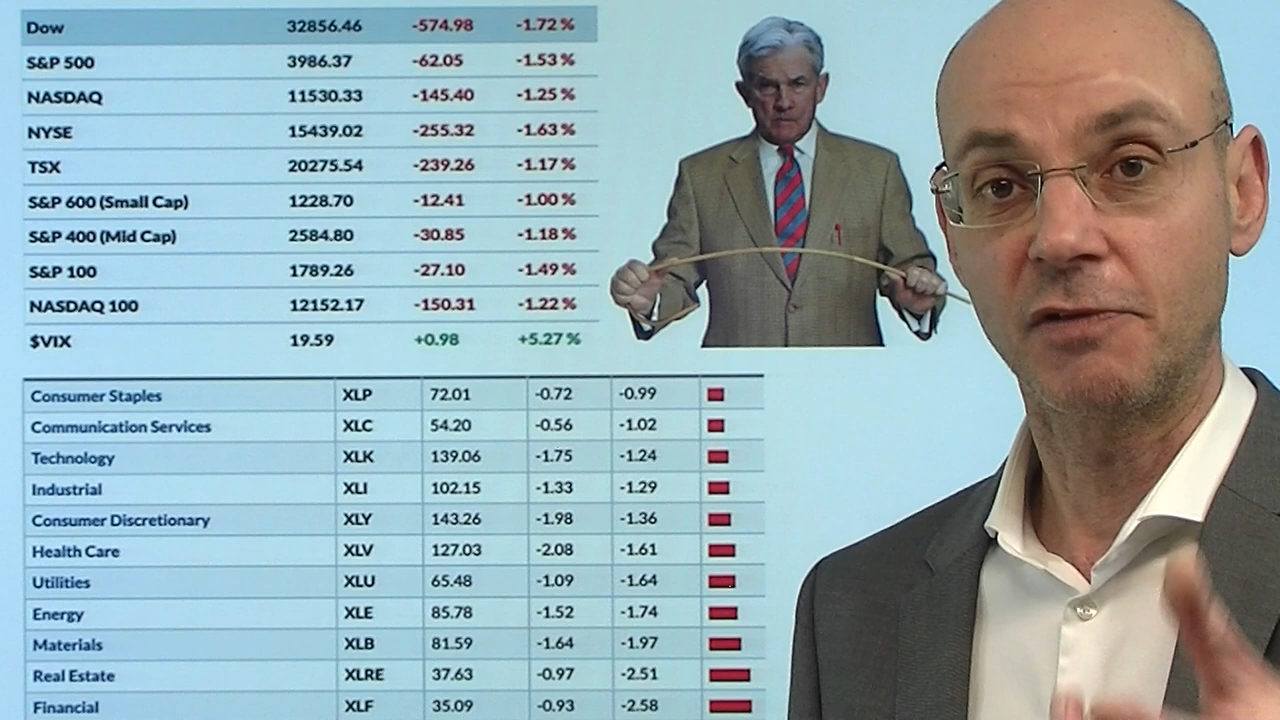 Dow 32856.46 -574.98 -1.72 %
S&P 500 3986.37 -62.05 -1.53 %
NASDAQ 11530.33 -145.40 -1.25 %
NYSE 15439.02 -255.32 -1.63 %
TSX 20275.54 -239.26 -1.17 %
S&P 600 (Small Cap) 1228.70 -12.41 -1.00 %
S&P 400 (Mid Cap) 2584.80 -30.85 -1.18 %
S&P 100 1789.26 -27.10 -1.49 %
NASDAQ 100 12152.17 -150.31 -1.22 %
$VIX 19.59 +0.98 +5.27 %
Consumer Staples XLP 72.01 -0.72 -0.99
Communication Services XLC 54.20 -0.56 -1.02
Technology XLK 139.06 -1.75 -1.24
Industrial XLI 102.15 -1.33 -1.29
Consumer Discretionary XLY 143.26 -1.98 -1.36
Health Care XLV 127.03 -2.08 -1.61
Utilities XLU 65.48 -1.09 -1.64
Energy XLE 85.78 -1.52 -1.74
Materials XLB 81.59 -1.64 -1.97
Real Estate XLRE 37.63 -0.97 -2.51
Financial XLF 35.09 -0.93 -2.58